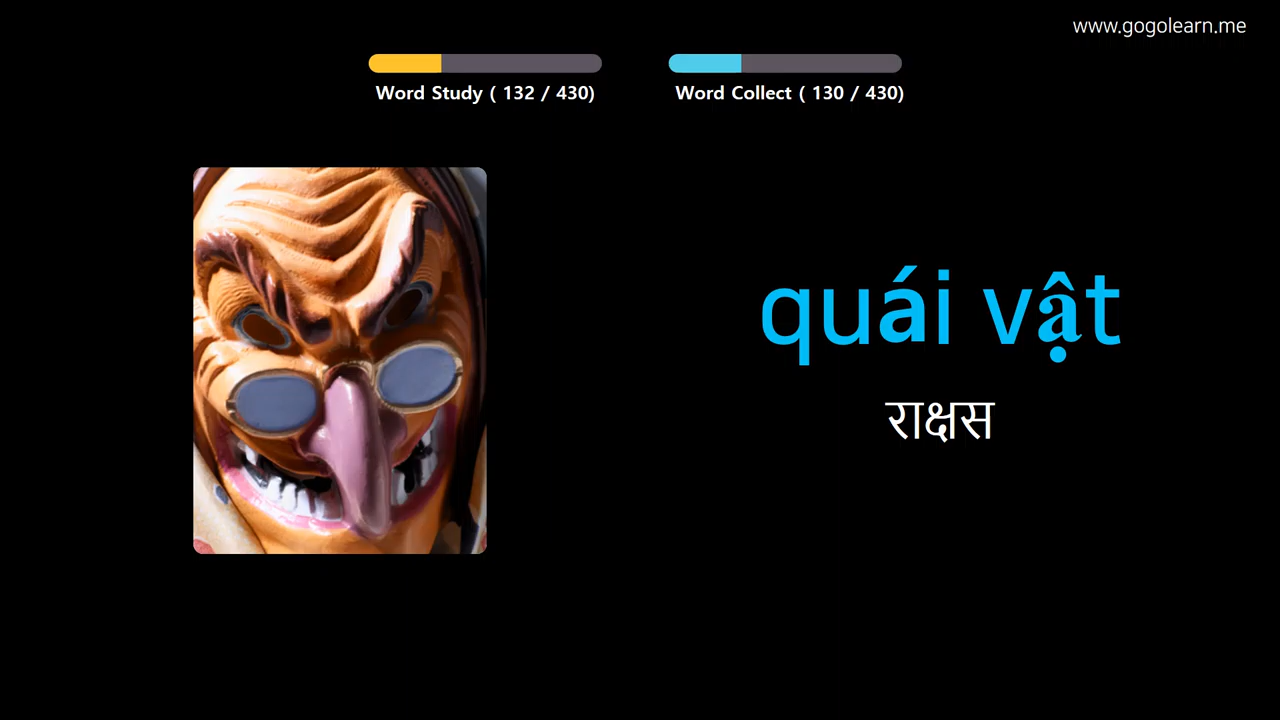 www.gogolearn.me
Word Study ( 132 / 430)
Word Collect ( 130 / 430)
quái vật
राक्षस